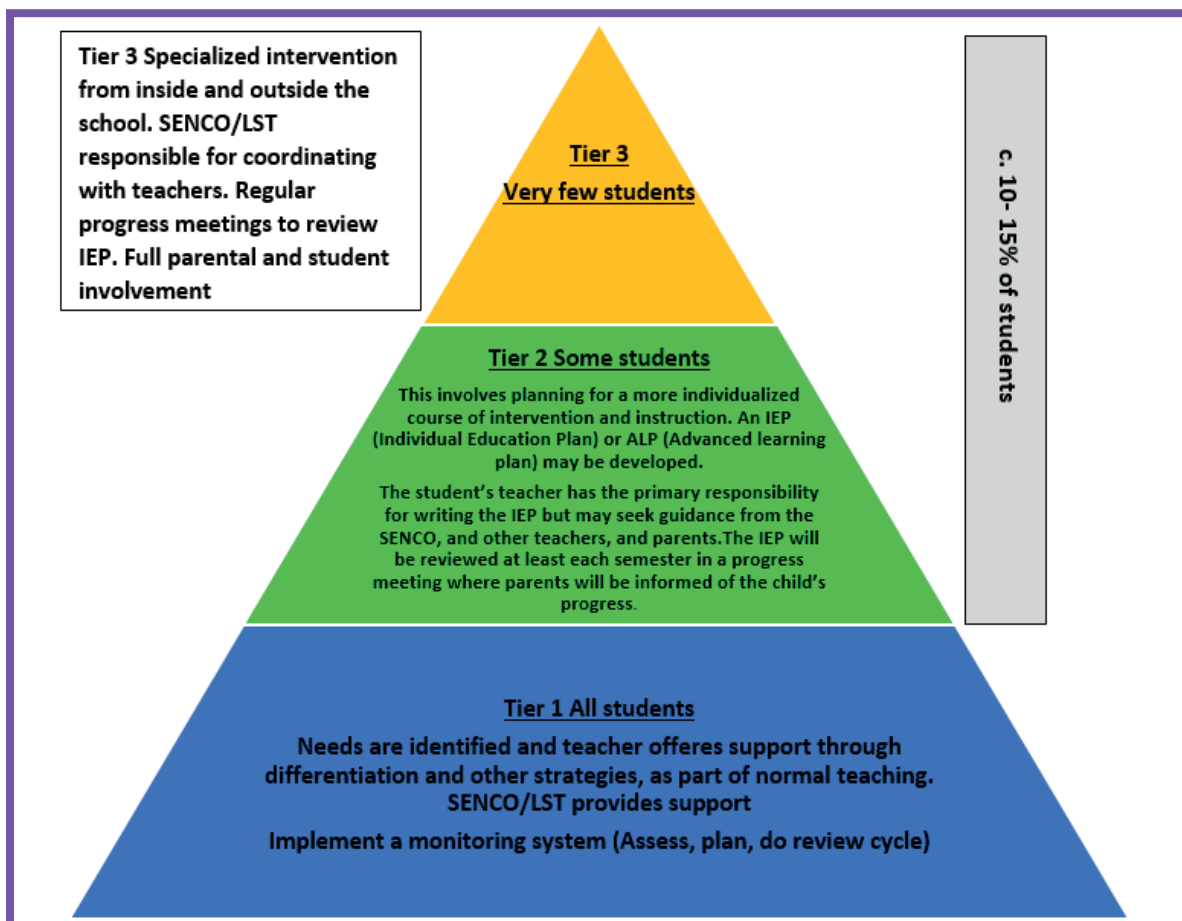 Tier 3 Specialized intervention
from inside and outside the
school. SENCO/LST
responsible for coordinating
with teachers. Regular
progress meetings to review
IEP. Full parental and student
involvement
Tier 3
Very few students
c. 10- 15% of students
Tier 2 Some students
This involves planning for a more individualized
course of intervention and instruction. An IEP
(Individual Education Plan) or ALP (Advanced learning
plan) may be developed.
The student’s teacher has the primary responsibility
for writing the IEP but may seek guidance from the
SENCO, and other teachers, and parents.The IEP will
be reviewed at least each semester in a progress
meeting where parents will be informed of the child’s
progress.
Tier 1 All students
Needs are identified and teacher offeres support through
differentiation and other strategies, as part of normal teaching.
SENCO/LST provides support
Implement a monitoring system (Assess, plan, do review cycle)